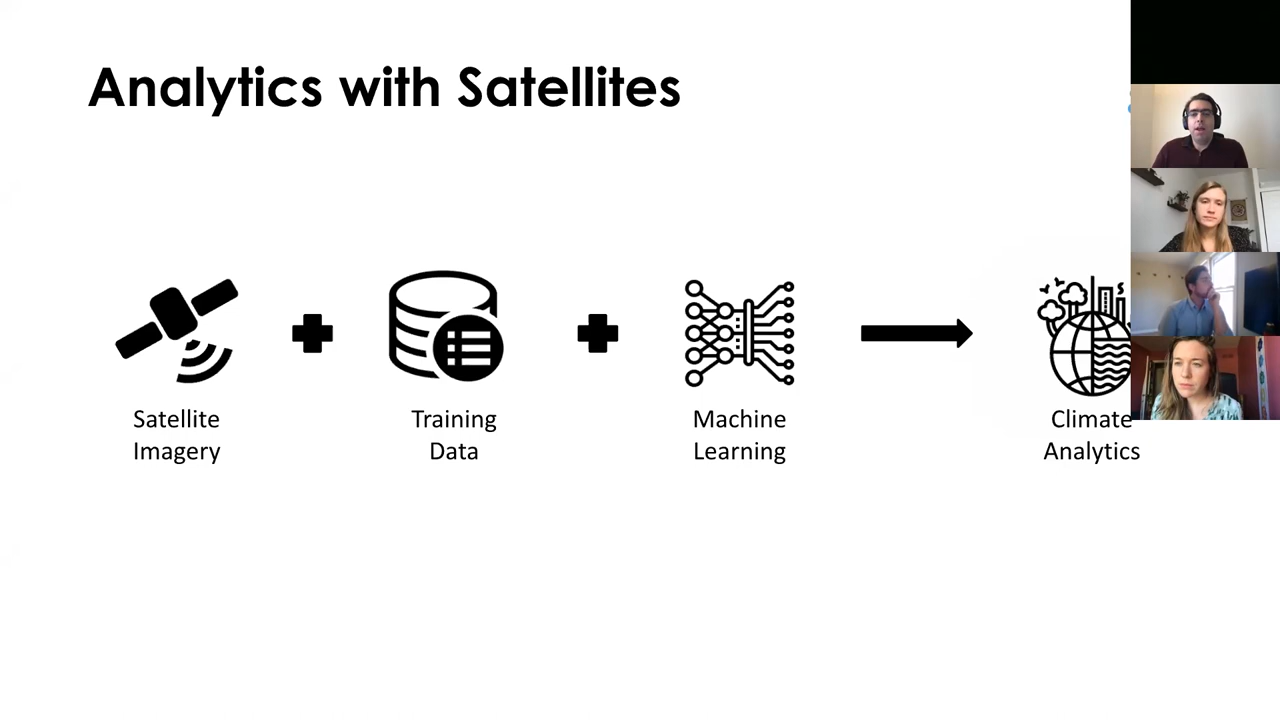 Analytics with Satellites
Satellite
Imagery
Training
Data
Machine
Learning
Climate
Analytics